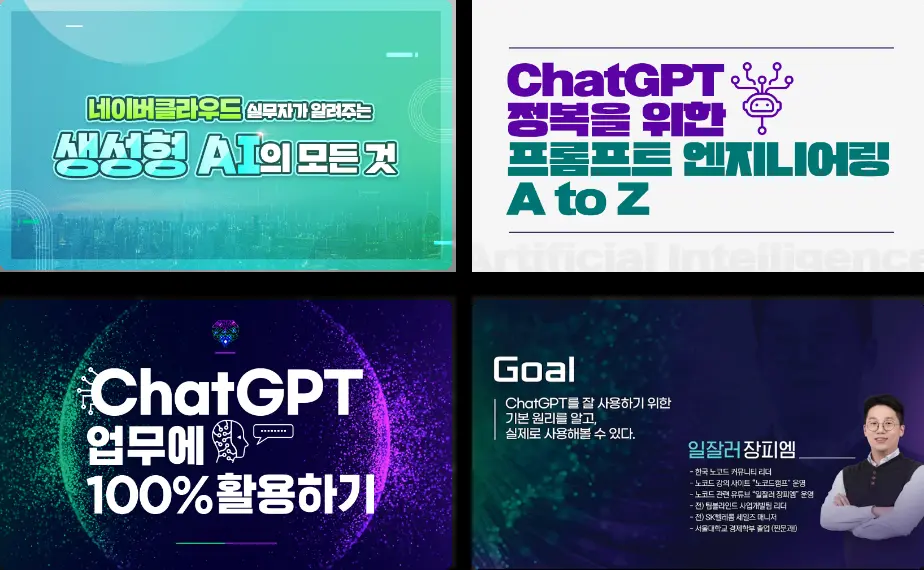 네이버클라우드 실무자가 알려주는
생성형 AI의 모든 것
ChatGPT
정복을 위한
프롬프트 엔지니어링
A to Z
Artificial Inteiligence
ChatGPT
업무에
100% 활용하기
Goal
ChatGPT를 잘 사용하기 위한
기본 원리를 알고,
실제로 사용해볼 수 있다.
일잘러 장피엠
- 한국 노코드 커뮤니티 리더
- 노코드 강의 사이트 "노코드캠프" 운영
- 노코드 관련 유튜브 "일잘러 장피엠" 운영
- 전) 팀블라인드 사업개발팀 리더
- 전) SK텔레콤 세일즈 매니저
- 서울대학교 경제학부 졸업 (찐문과임)